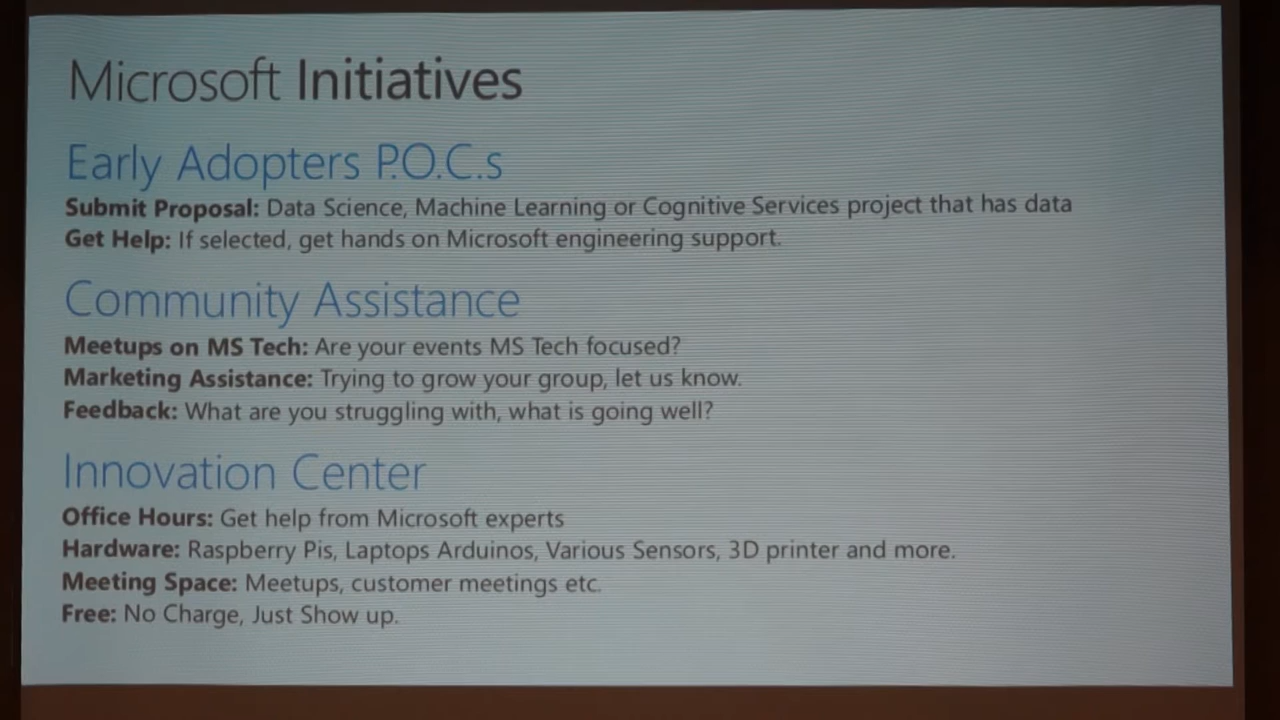 Microsoft Initiatives
Early Adopters P.O.C.s
Submit Proposal: Data Science, Machine Learning or Cognitive Services project that has data
Get Help: If selected, get hands on Microsoft engineering support.
Community Assistance
Meetups on MS Tech: Are your events MS Tech focused?
Marketing Assistance: Trying to grow your group, let us know.
Feedback: What are you struggling with, what is going well?
Innovation Center
Office Hours: Get help from Microsoft experts
Hardware: Raspberry Pis, Laptops Arduinos, Various Sensors, 3D printer and more.
Meeting Space: Meetups, customer meetings etc.
Free: No Charge, Just Show up.